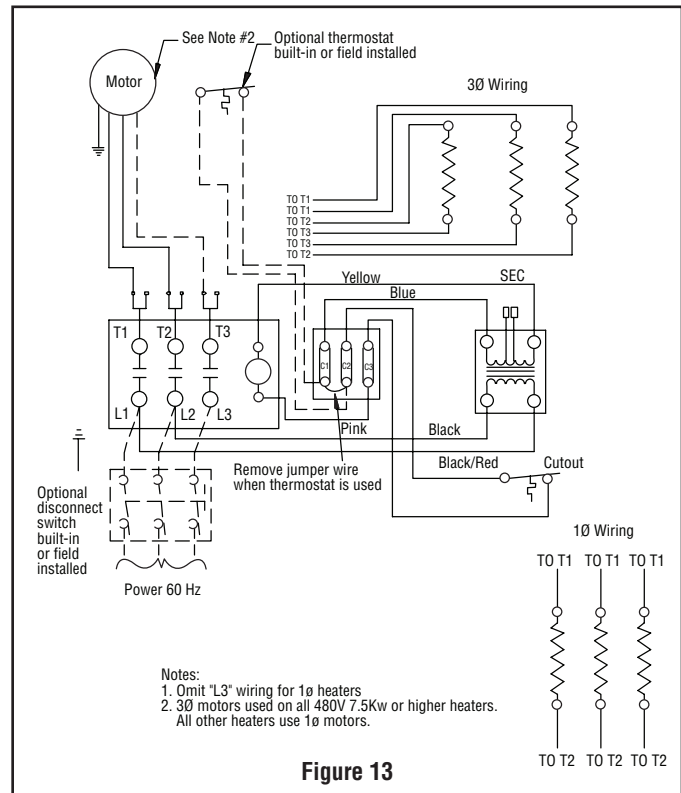 See Note #2
Optional thermostat
built-in or field installed
Motor
3Ø Wiring
TO T1
TO T1
TO T2
TO T3
TO T3
TO T2
Yellow
SEC
Blue
T1 T2 T3
C1 C2 C3
L1 L2 L3
Pink
Black
Remove jumper wire
when thermostat is used
Black/Red
Cutout
Optional
disconnect
switch
built-in
or field
installed
Power 60 Hz
1Ø Wiring
TO T1 TO T1 TO T1
Notes:
1. Omit "L3" wiring for 1ø heaters
2. 3Ø motors used on all 480V 7.5Kw or higher heaters.
All other heaters use 1ø motors.
TO T2 TO T2 TO T2
Figure 13